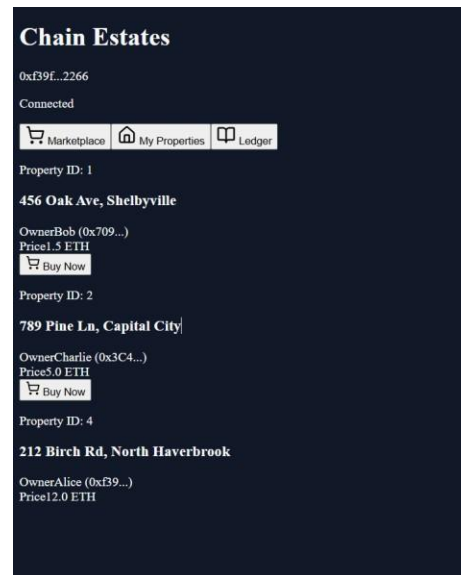 Chain Estates
0xf39f...2266
Connected
Marketplace My Properties Ledger
Property ID: 1
456 Oak Ave, Shelbyville
OwnerBob (0x709...)
Price1.5 ETH
Buy Now
Property ID: 2
789 Pine Ln, Capital City
OwnerCharlie (0x3C4...)
Price5.0 ETH
Buy Now
Property ID: 4
212 Birch Rd, North Haverbrook
OwnerAlice (0xf39...)
Price12.0 ETH